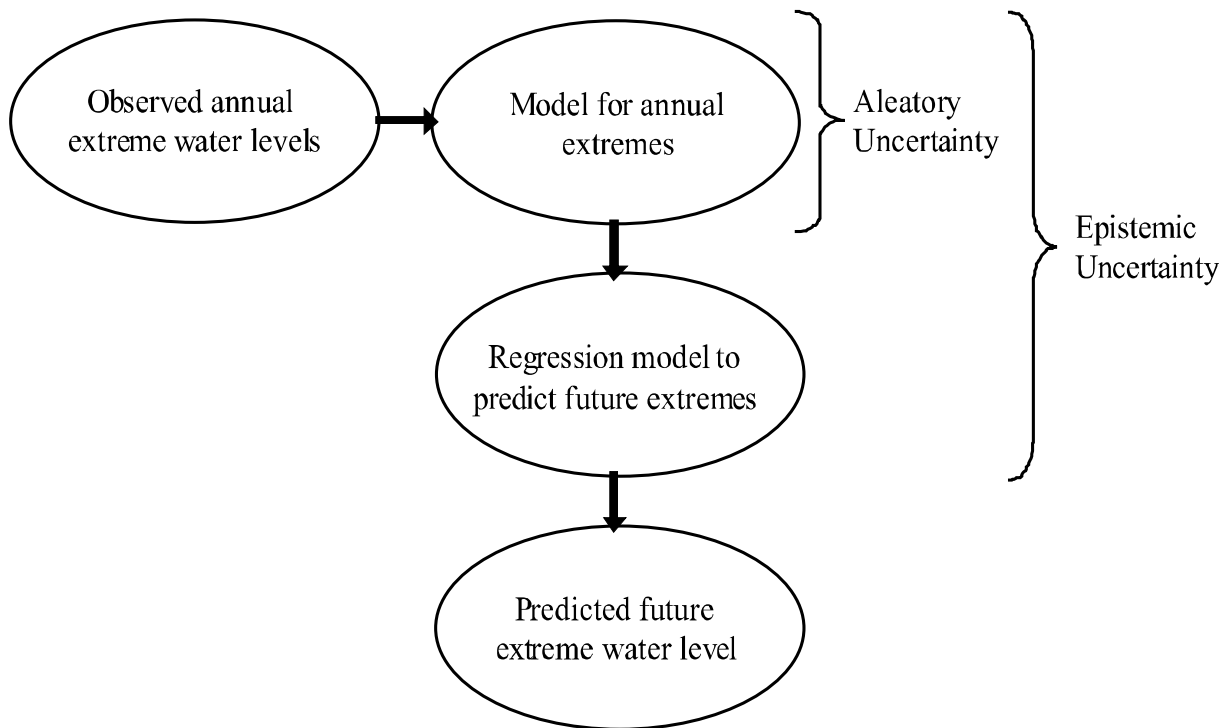 Observed annual
extreme water levels
Model for annual
extremes
Aleatory
Uncertainty
Epistemic
Uncertainty
Regression model to
predict future extremes
Predicted future
extreme water level